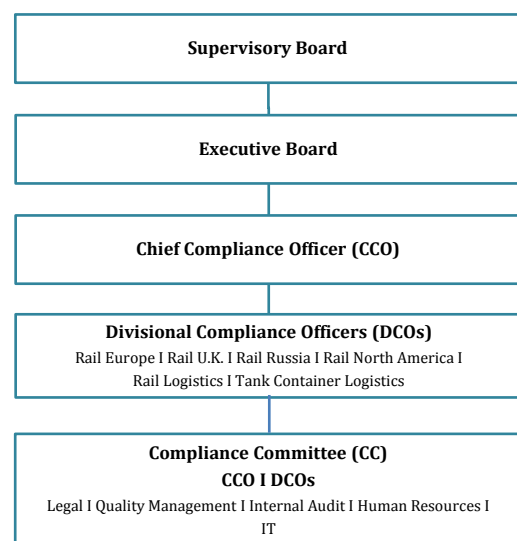 Supervisory Board
Executive Board
Chief Compliance Officer (CCO)
Divisional Compliance Officers (DCOs)
Rail Europe I Rail U.K. I Rail Russia I Rail North America I
Rail Logistics I Tank Container Logistics
Compliance Committee (CC)
CCO I DCOs
Legal I Quality Management I Internal Audit I Human Resources I
IT